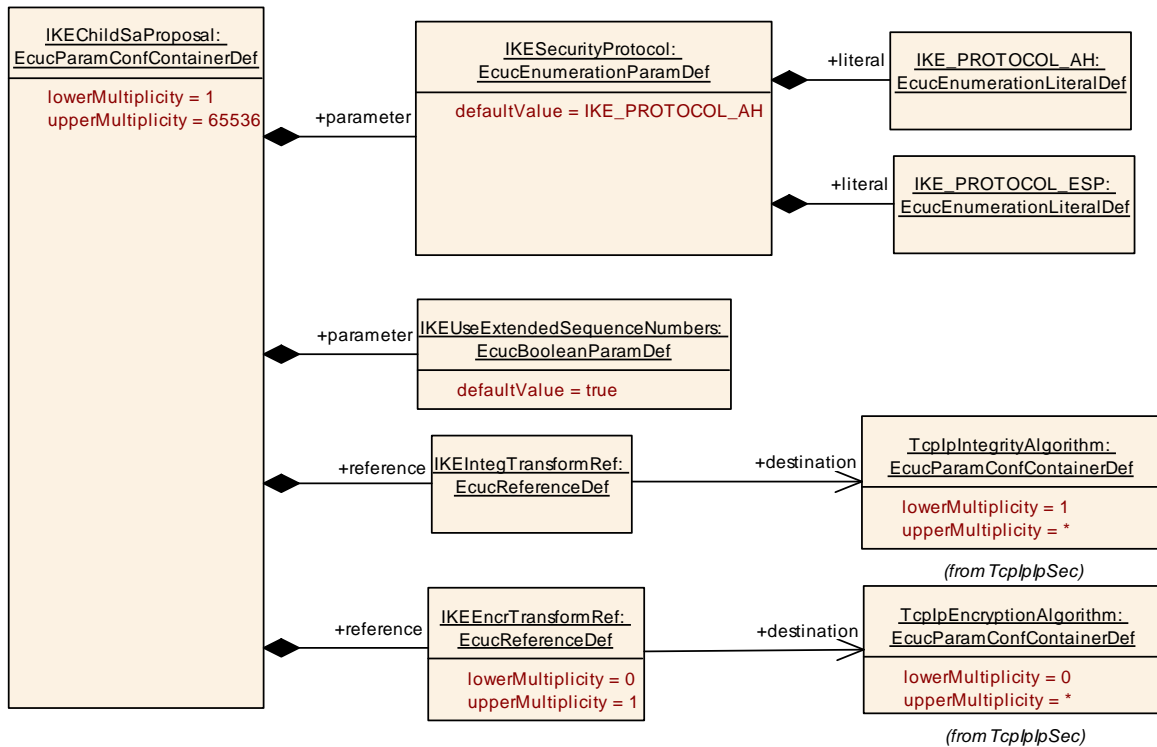 IKEChildSaProposal:
EcucParamConfContainerDef
lowerMultiplicity = 1
upperMultiplicity = 65536
+parameter
IKESecurityProtocol:
EcucEnumerationParamDef
defaultValue = IKE_PROTOCOL_AH
+literal
IKE_PROTOCOL_AH:
EcucEnumerationLiteralDef
+literal
IKE_PROTOCOL_ESP:
EcucEnumerationLiteralDef
+parameter
IKEUseExtendedSequenceNumbers:
EcucBooleanParamDef
defaultValue = true
+reference
IKEIntegTransformRef:
EcucReferenceDef
+destination
TcpIpIntegrityAlgorithm:
EcucParamConfContainerDef
lowerMultiplicity = 1
upperMultiplicity = *
(from TcpIpIpSec)
+reference
IKEEncrTransformRef:
EcucReferenceDef
lowerMultiplicity = 0
upperMultiplicity = 1
+destination
TcpIpEncryptionAlgorithm:
EcucParamConfContainerDef
lowerMultiplicity = 0
upperMultiplicity = *
(from TcpIpIpSec)